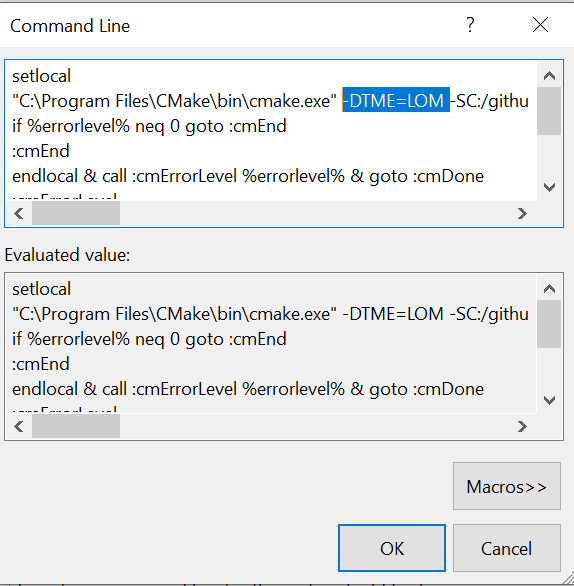 Command Line
?
setlocal
"C:\Program Files\CMake\bin\cmake.exe" -DTME=LOM -SC:/githu
if %errorlevel% neq 0 goto :cmEnd
:cmEnd
endlocal & call :cmErrorLevel %errorlevel% & goto :cmDone
Evaluated value:
setlocal
"C:\Program Files\CMake\bin\cmake.exe" -DTME=LOM -SC:/githu
if %errorlevel% neq 0 goto :cmEnd
:cmEnd
endlocal & call :cmErrorLevel %errorlevel% & goto :cmDone
Macros>>
OK
Cancel